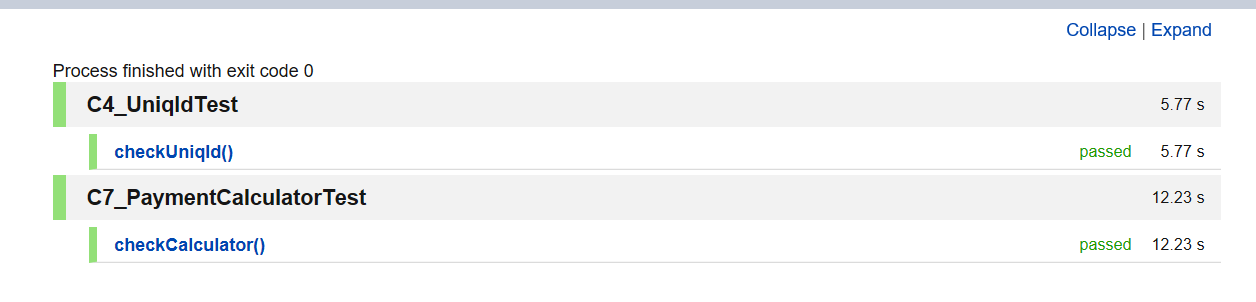 Collapse | Expand
Process finished with exit code 0
C4_UniqIdTest 5.77 s
checkUniqId() passed 5.77 s
C7_PaymentCalculatorTest 12.23 s
checkCalculator() passed 12.23 s